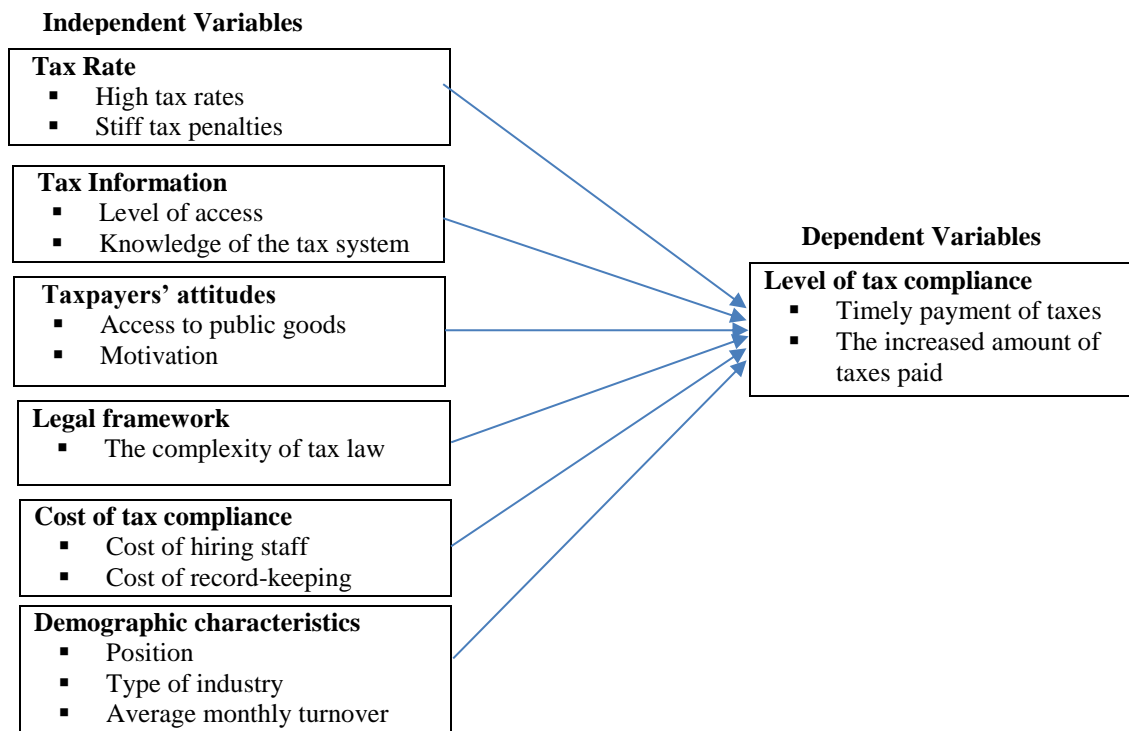 Independent Variables
Tax Rate
▪ High tax rates
▪ Stiff tax penalties
Tax Information
▪ Level of access
▪ Knowledge of the tax system
Taxpayers’ attitudes
▪ Access to public goods
▪ Motivation
Legal framework
▪ The complexity of tax law
Cost of tax compliance
▪ Cost of hiring staff
▪ Cost of record-keeping
Demographic characteristics
▪ Position
▪ Type of industry
▪ Average monthly turnover
Dependent Variables
Level of tax compliance
▪ Timely payment of taxes
▪ The increased amount of
taxes paid